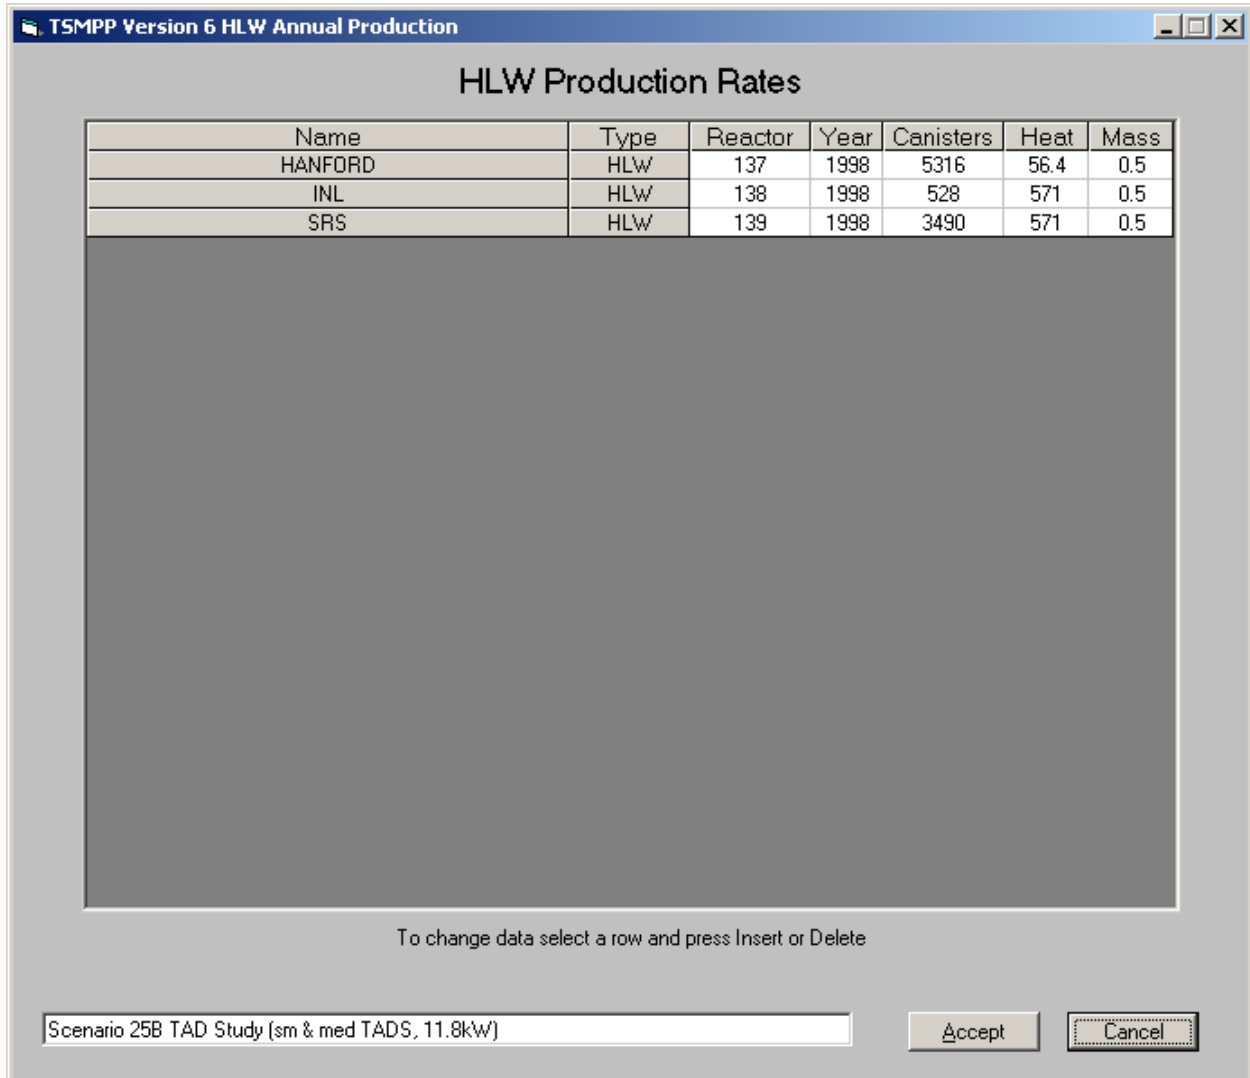 TSMPP Version 6 HLW Annual Production
HLW Production Rates
Name Type Reactor Year Canisters Heat Mass
HANFORD HLW 137 1998 5316 56.4 0.5
INL HLW 138 1998 528 571 0.5
SRS HLW 139 1998 3490 571 0.5
To change data select a row and press Insert or Delete
Scenario 25B TAD Study (sm & med TADS, 11.8kW)
Accept Cancel